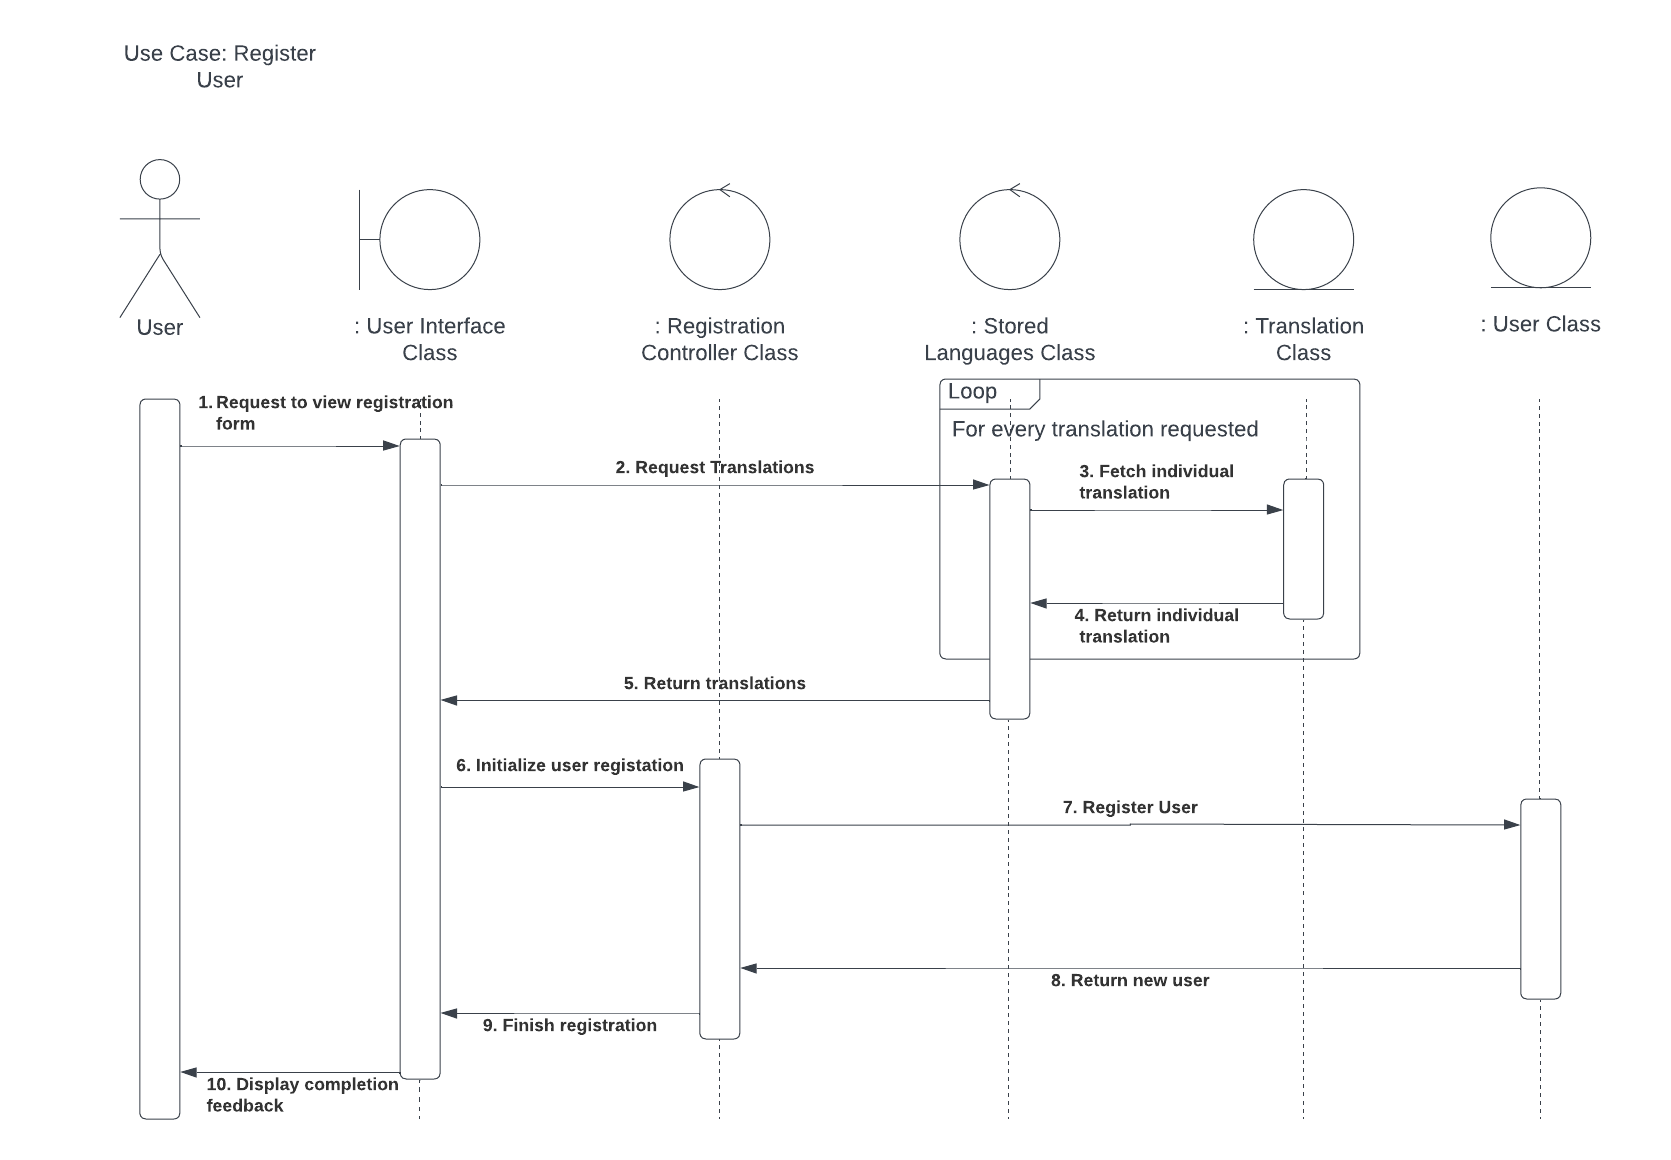 Use Case: Register
User
User
: User Interface
Class
: Registration
Controller Class
: Stored
Languages Class
: Translation
Class
: User Class
Loop
For every translation requested
1. Request to view registration
form
2. Request Translations
3. Fetch individual
translation
4. Return individual
translation
5. Return translations
6. Initialize user registation
7. Register User
8. Return new user
9. Finish registration
10. Display completion
feedback